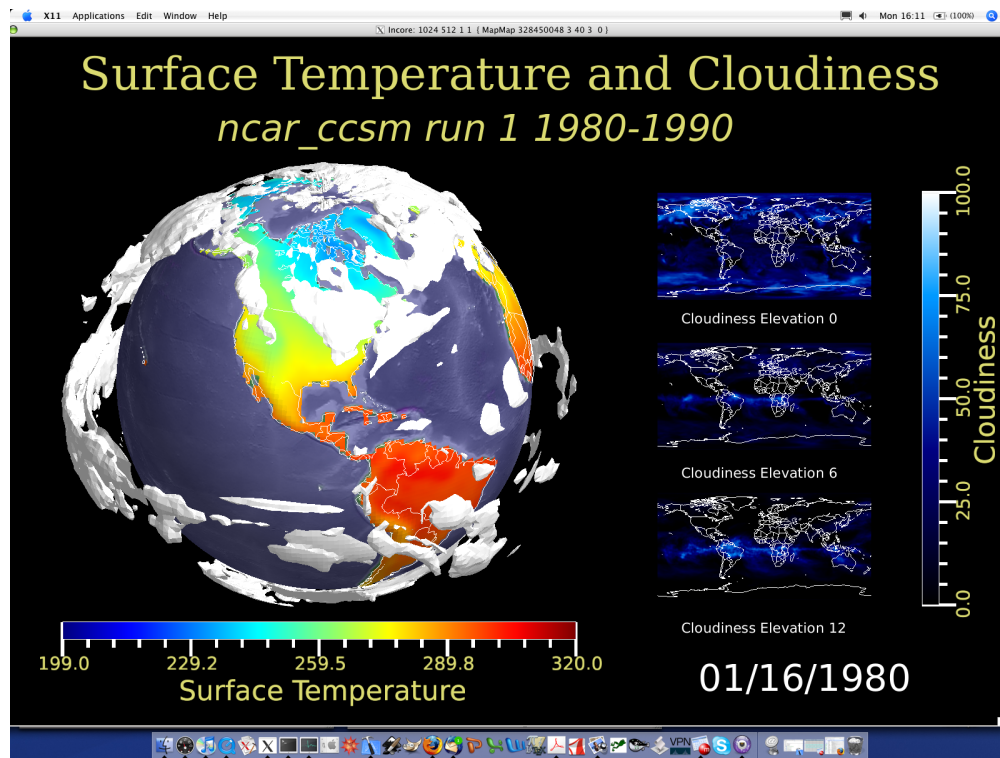 X11 Applications Edit Window Help
Mon 16:11 (100%)
Incore: 1024 512 1 1 ( MapMap 328450048 3 40 3 0 )
Surface Temperature and Cloudiness
ncar_ccsm run 1 1980-1990
Cloudiness Elevation 0
Cloudiness Elevation 6
Cloudiness Elevation 12
100.0
75.0
50.0
25.0
0.0
Cloudiness
199.0 229.2 259.5 289.8 320.0
Surface Temperature
01/16/1980
X
VPN